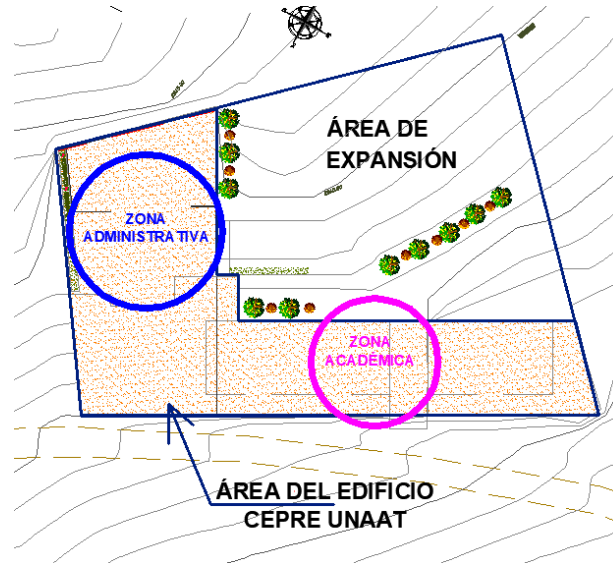 ÁREA DE
EXPANSIÓN
ZONA
ADMINISTRATIVA
ZONA
ACADÉMICA
ÁREA DEL EDIFICIO
CEPRE UNAAT